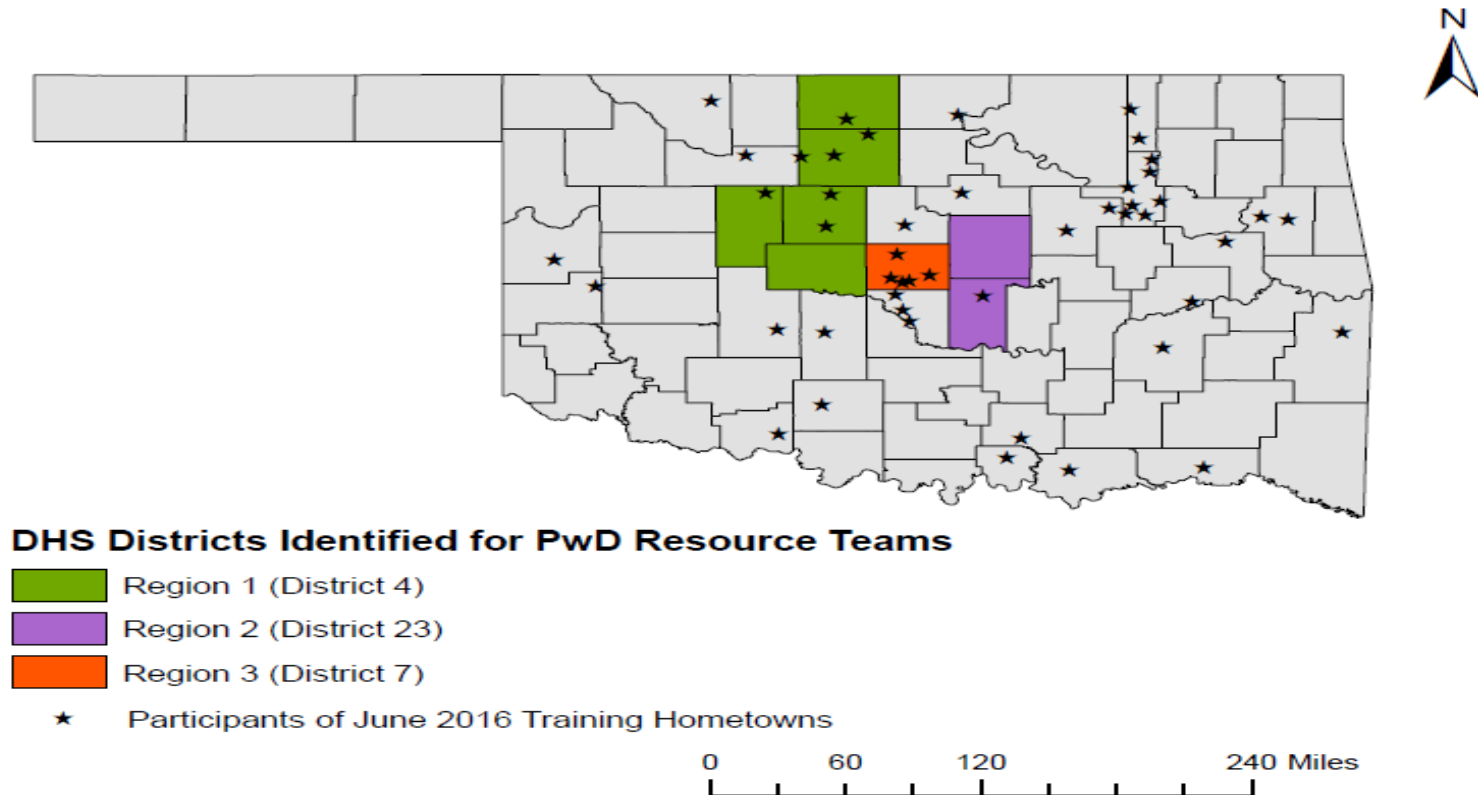 N
DHS Districts Identified for PwD Resource Teams
Region 1 (District 4)
Region 2 (District 23)
Region 3 (District 7)
Participants of June 2016 Training Hometowns
0 60 120 240 Miles